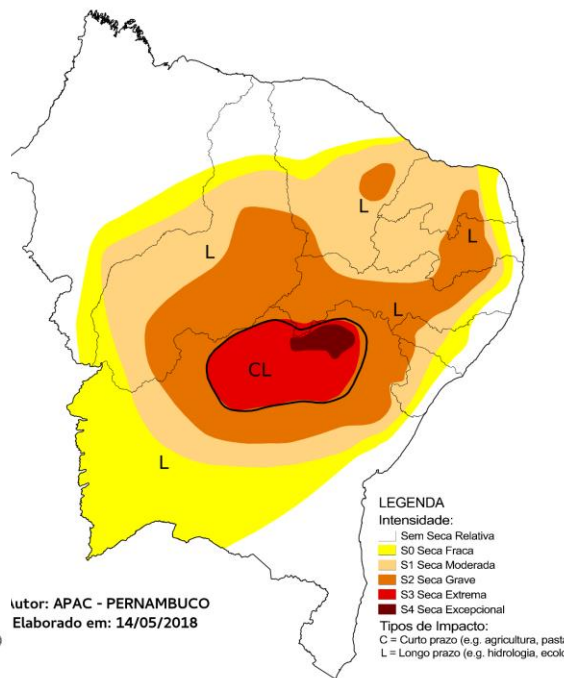 L
L
L
L
CL
L
LEGENDA
Intensidade:
Sem Seca Relativa
S0 Seca Fraca
S1 Seca Moderada
S2 Seca Grave
S3 Seca Extrema
S4 Seca Excepcional
Tipos de Impacto:
C = Curto prazo (e.g. agricultura, past
L = Longo prazo (e.g. hidrologia, ecol
utor: APAC - PERNAMBUCO
Elaborado em: 14/05/2018